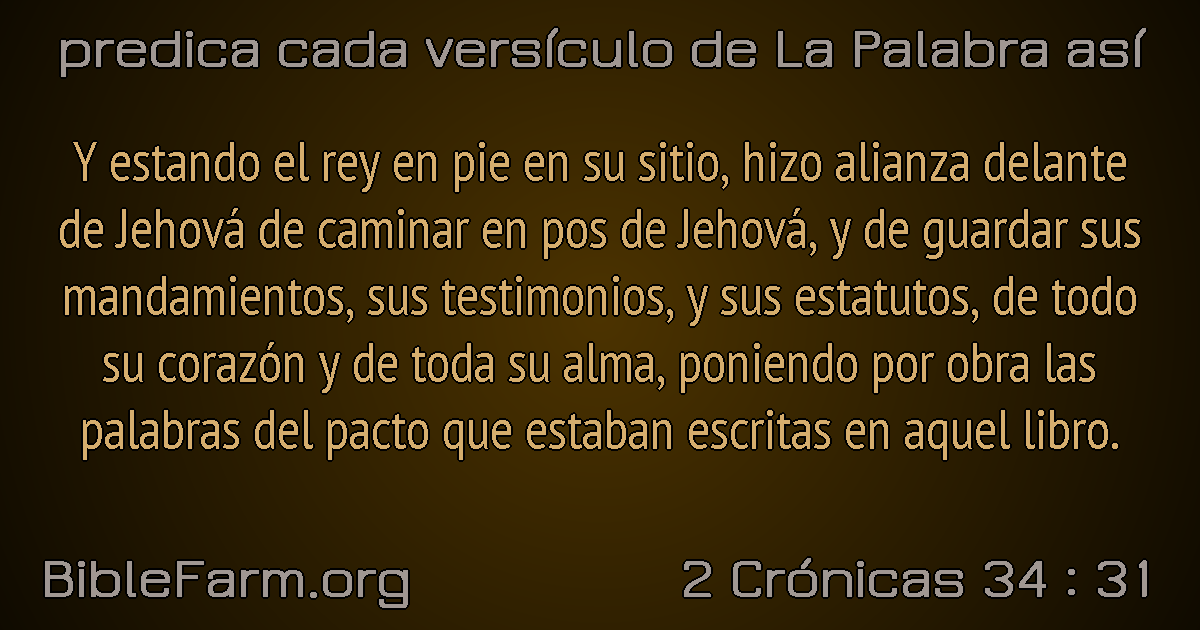 predica cada versículo de La Palabra así
Y estando el rey en pie en su sitio, hizo alianza delante
de Jehová de caminar en pos de Jehová, y de guardar sus
mandamientos, sus testimonios, y sus estatutos, de todo
su corazón y de toda su alma, poniendo por obra las
palabras del pacto que estaban escritas en aquel libro.
BibleFarm.org
2 Crónicas 34 : 31